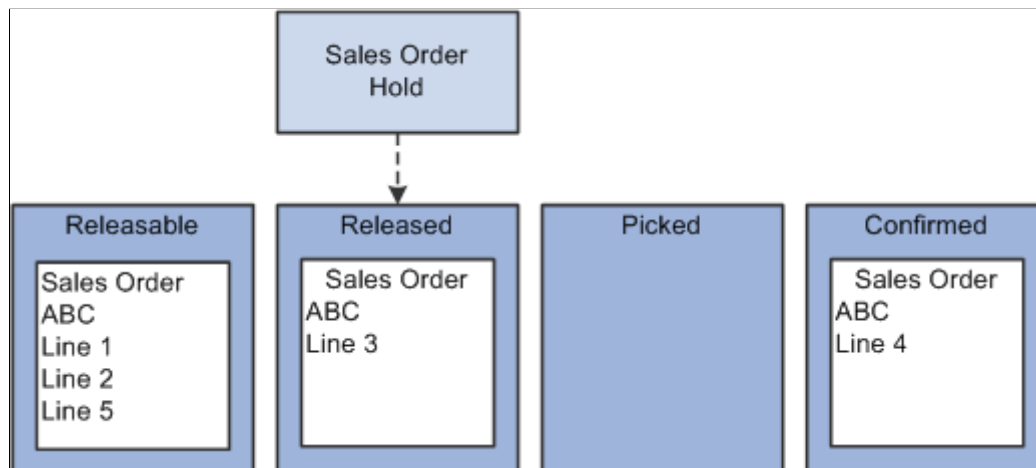 Sales Order
Hold
Releasable
Sales Order
ABC
Line 1
Line 2
Line 5
Released
Sales Order
ABC
Line 3
Picked
Confirmed
Sales Order
ABC
Line 4